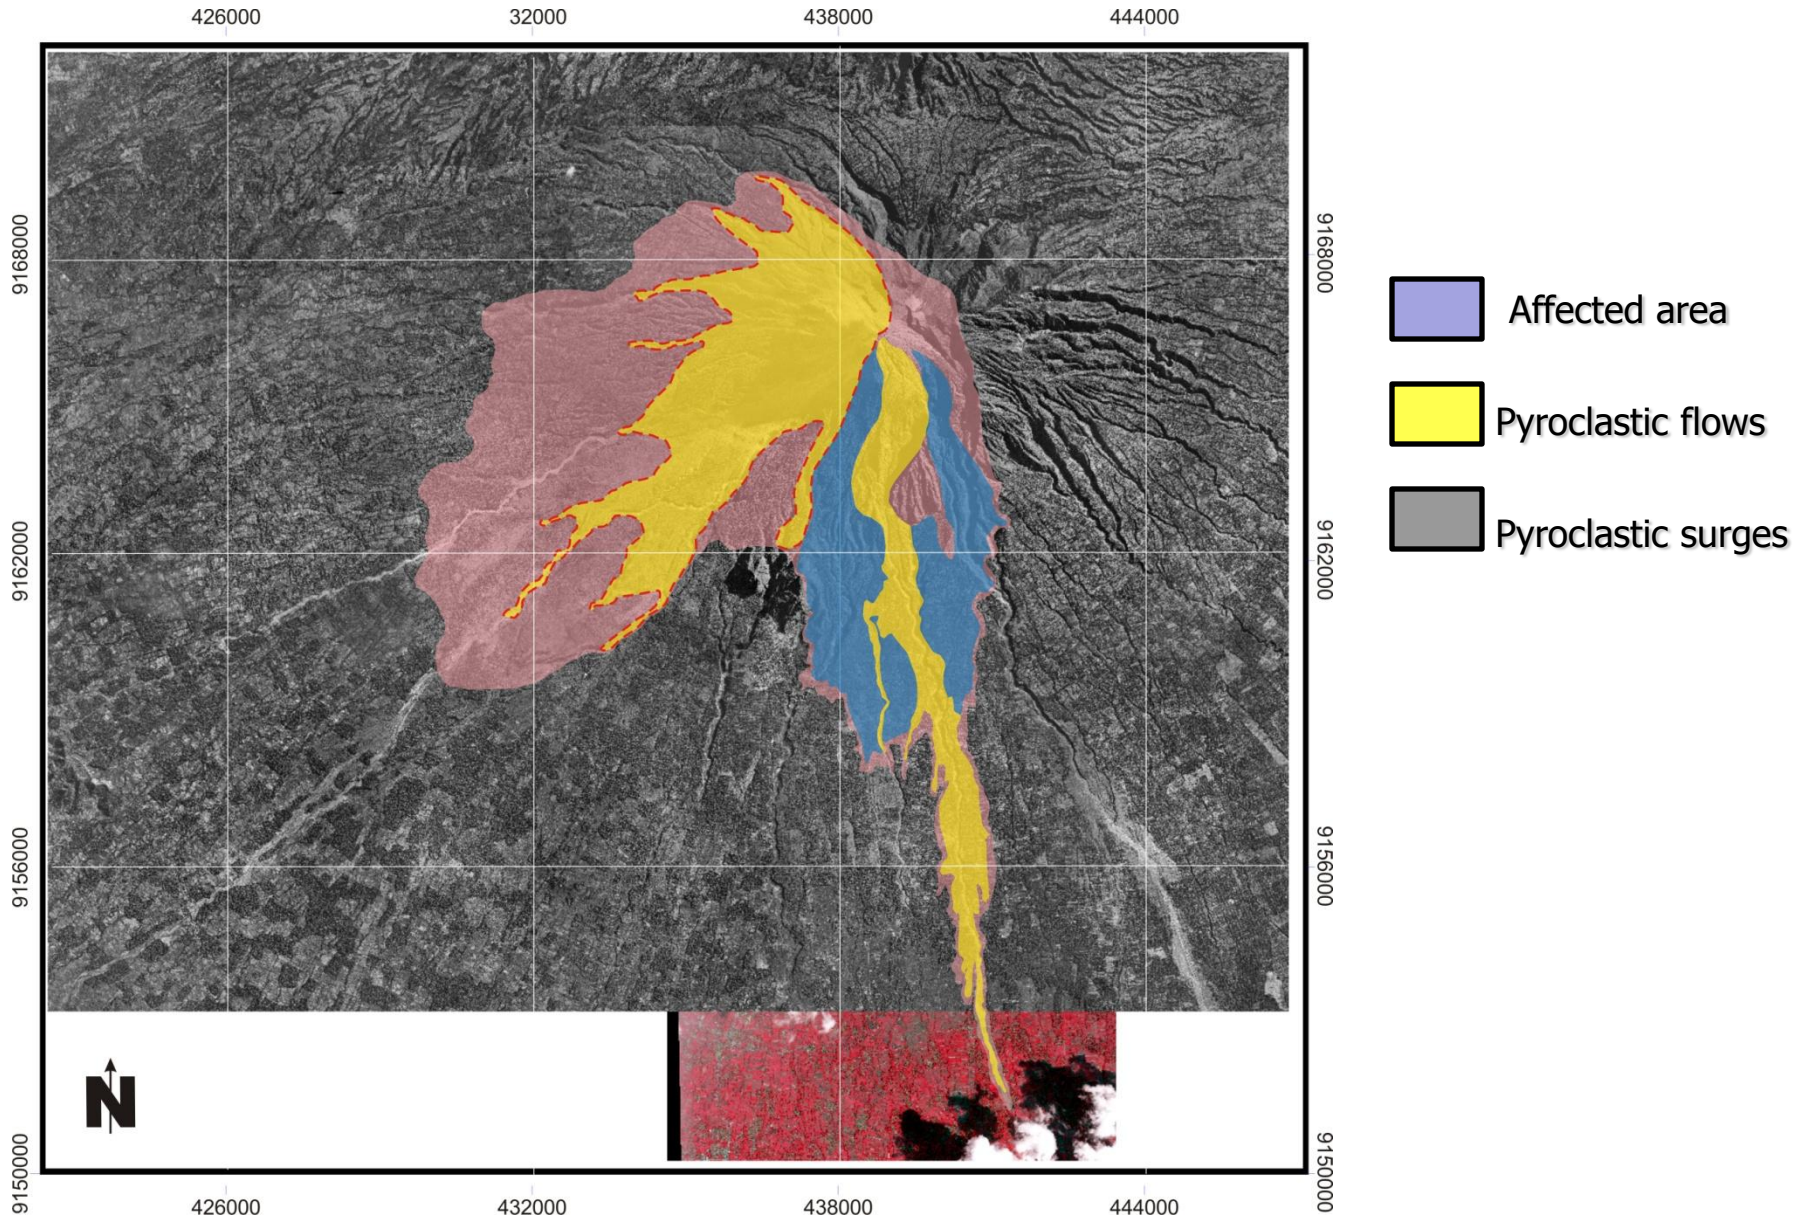 426000 32000 438000 444000
9168000 9168000
Affected area
Pyroclastic flows
Pyroclastic surges
9162000 9162000
9156000 9156000
N
9150000 9150000
426000 432000 438000 444000